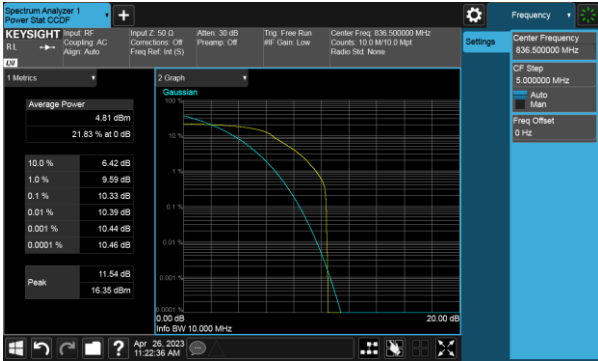 Spectrum Analyzer 1
Power Stat CCDF
+
Frequency
KEYSIGHT
RL
LW
Input: RF
Coupling: AC
Align: Auto
Input Z: 50 Ω
Corrections: Off
Freq Ref: Int (S)
Atten: 30 dB
Preamp: Off
Trig: Free Run
#IF Gain: Low
Center Freq: 836.500000 MHz
Counts: 10.0 M/10.0 Mpt
Radio Std: None
Settings
Center Frequency
836.500000 MHz
CF Step
5.000000 MHz
Auto
Man
Freq Offset
0 Hz
1 Metrics
Average Power
4.81 dBm
21.83 % at 0 dB
10.0 % 6.42 dB
1.0 % 9.59 dB
0.1 % 10.33 dB
0.01 % 10.39 dB
0.001 % 10.44 dB
0.0001 % 10.46 dB
Peak
11.54 dB
16.35 dBm
2 Graph
Gaussian
100 %
10 %
1 %
0.1 %
0.01 %
0.001 %
0.0001 %
0.00 dB
20.00 dB
Info BW 10.000 MHz
?
Apr 26, 2023
11:22:36 AM